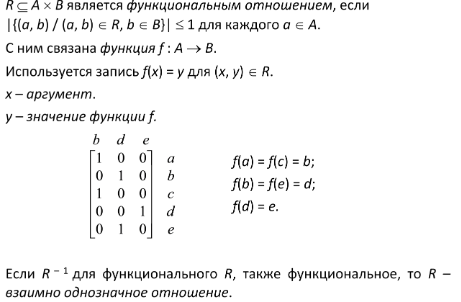 R ⊆ A × B является функциональным отношением, если
|{(a, b) / (a, b) ∈ R, b ∈ B}| ≤ 1 для каждого a ∈ A.
С ним связана функция f : A → B.
Используется запись f(x) = y для (x, y) ∈ R.
x – аргумент.
y – значение функции f.
b d e
1 0 0 a f(a) = f(c) = b;
0 1 0 b f(b) = f(e) = d;
1 0 0 c f(d) = e.
0 0 1 d
0 1 0 e
Если R⁻¹ для функционального R, также функциональное, то R –
взаимно однозначное отношение.